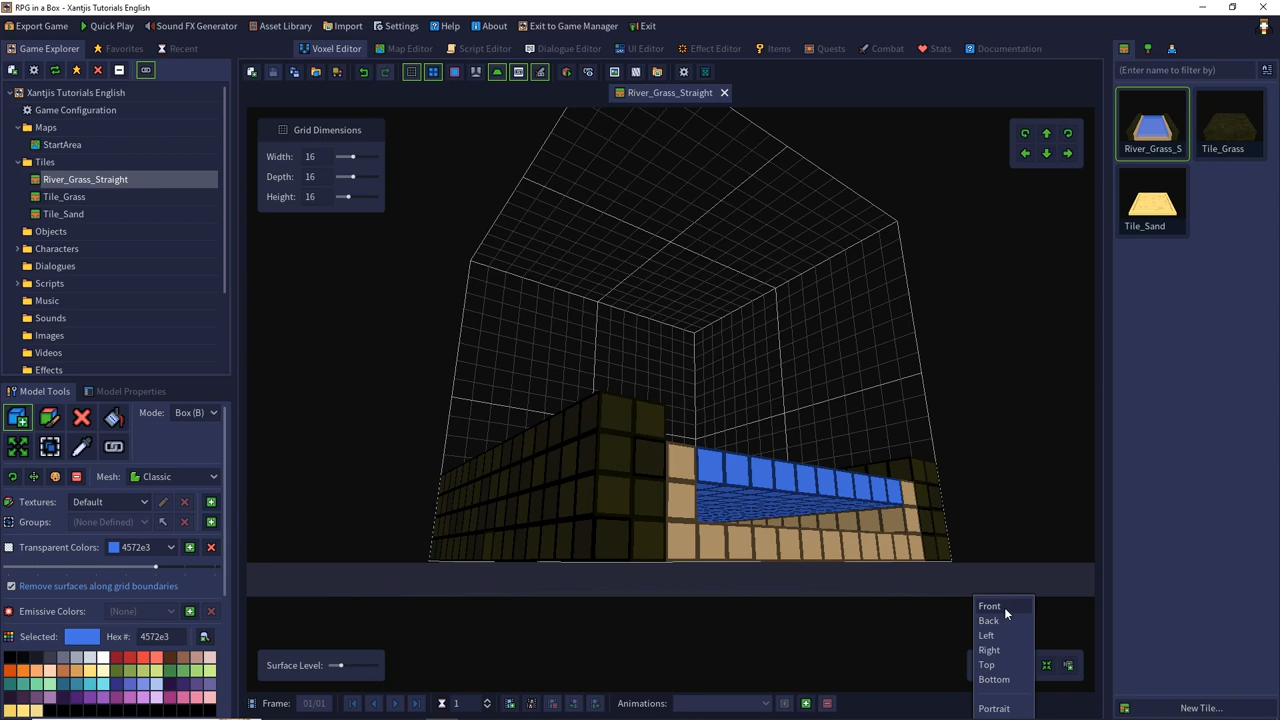 RPG in a Box - Xantjis Tutorials English
Export Game Quick Play Sound FX Generator Asset Library Import Settings Help About Exit to Game Manager Exit
Game Explorer Favorites Recent
Voxel Editor Map Editor Script Editor Dialogue Editor UI Editor Effect Editor Items Quests Combat Stats Documentation
(Enter name to filter by)
River_Grass_Straight
Xantjis Tutorials English
Game Configuration
Maps
StartArea
Tiles
River_Grass_Straight
Tile_Grass
Tile_Sand
Objects
Characters
Dialogues
Scripts
Music
Sounds
Images
Videos
Effects
Grid Dimensions
Width: 16
Depth: 16
Height: 16
River_Grass_S
Tile_Grass
Tile_Sand
Model Tools Model Properties
Mode: Box (B)
Mesh: Classic
Textures: Default
Groups: (None Defined)
Transparent Colors: 4572e3
Remove surfaces along grid boundaries
Emissive Colors: (None)
Selected: Hex #: 4572e3
Surface Level:
Front
Back
Left
Right
Top
Bottom
Portrait
Frame: 01/01 1 Animations:
New Tile...